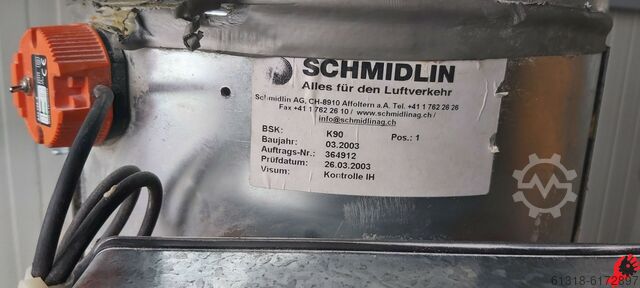 SCHMIDLIN
Alles für den Luftverkehr
Schmidlin AG, CH-8910 Affoltern a.A. Tel. +41 1 762 26 26
Fax +41 1 762 26 10 / www.schmidlinag.ch /
info@schmidlinag.ch
BSK: K90 Pos.: 1
Baujahr: 03.2003
Auftrags-Nr.: 364912
Prüfdatum: 26.03.2003
Visum: Kontrolle IH
61318-6172897